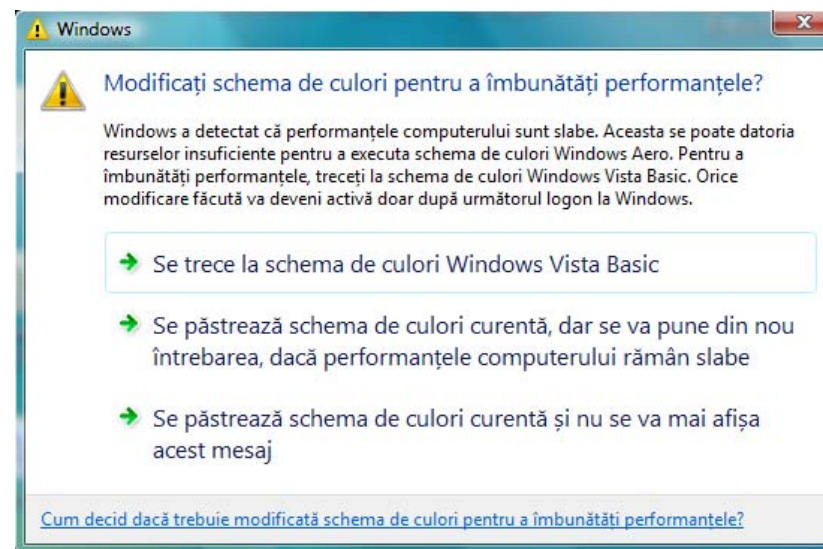 Windows
Modificați schema de culori pentru a îmbunătăți performanțele?
Windows a detectat că performanțele computerului sunt slabe. Aceasta se poate datoria
resurselor insuficiente pentru a executa schema de culori Windows Aero. Pentru a
îmbunătăți performanțele, treceți la schema de culori Windows Vista Basic. Orice
modificare făcută va deveni activă doar după următorul logon la Windows.
Se trece la schema de culori Windows Vista Basic
Se păstrează schema de culori curentă, dar se va pune din nou
întrebarea, dacă performanțele computerului rămân slabe
Se păstrează schema de culori curentă și nu se va mai afișa
acest mesaj
Cum decid dacă trebuie modificată schema de culori pentru a îmbunătăți performanțele?